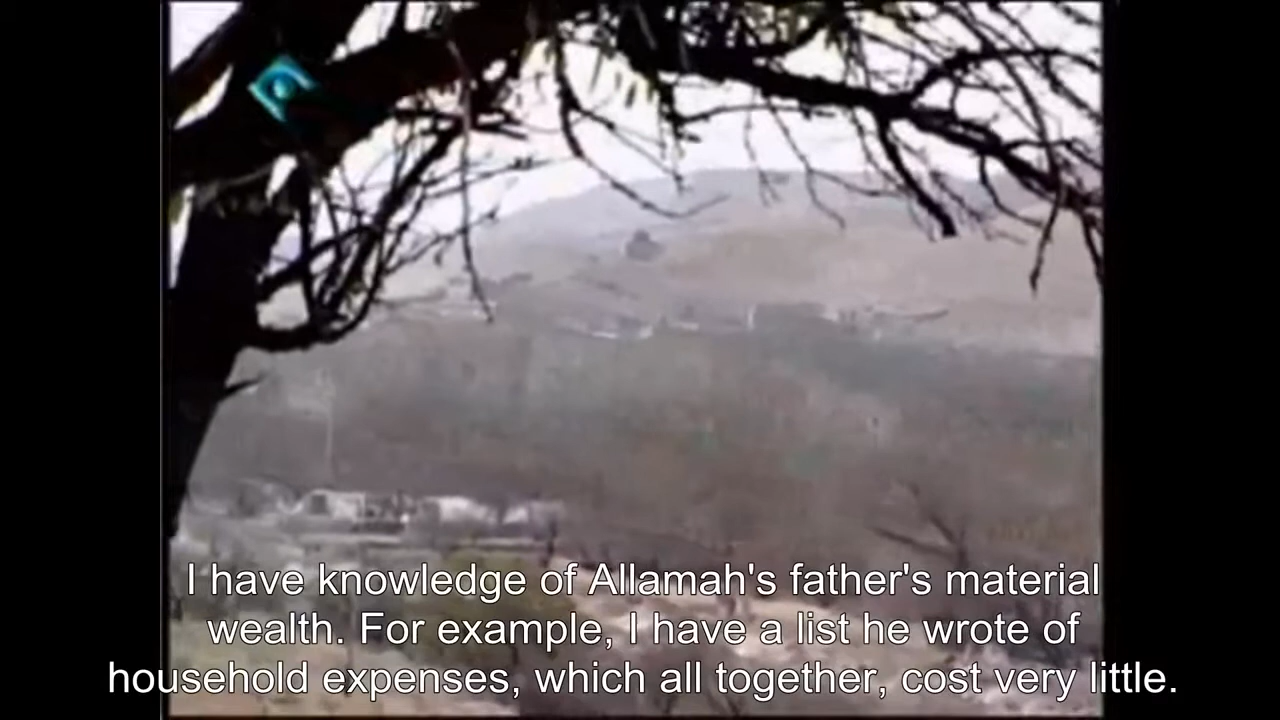 I have knowledge of Allamah's father's material
wealth. For example, I have a list he wrote of
household expenses, which all together, cost very little.